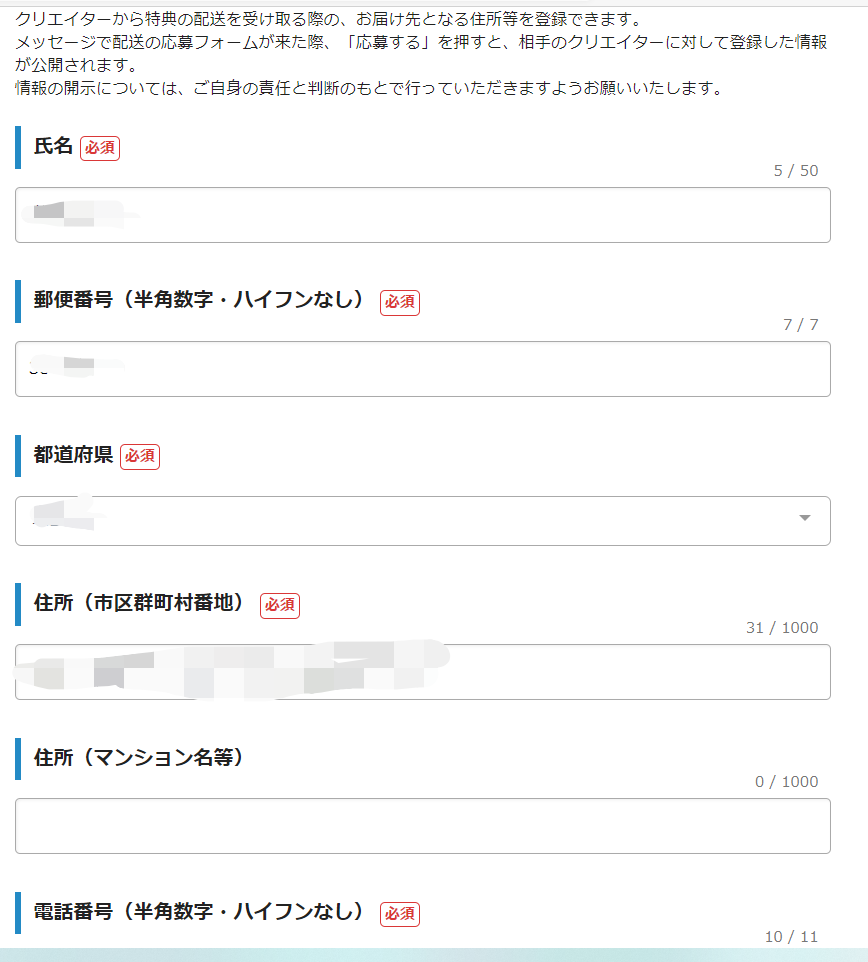 クリエイターから特典の配送を受け取る際の、お届け先となる住所等を登録できます。
メッセージで配送の応募フォームが来た際、「応募する」を押すと、相手のクリエイターに対して登録した情報
が公開されます。
情報の開示については、ご自身の責任と判断のもとで行っていただきますようお願いいたします。
氏名 必須
5 / 50
郵便番号（半角数字・ハイフンなし） 必須
7 / 7
都道府県 必須
住所（市区群町村番地） 必須
31 / 1000
住所（マンション名等）
0 / 1000
電話番号（半角数字・ハイフンなし） 必須
10 / 11